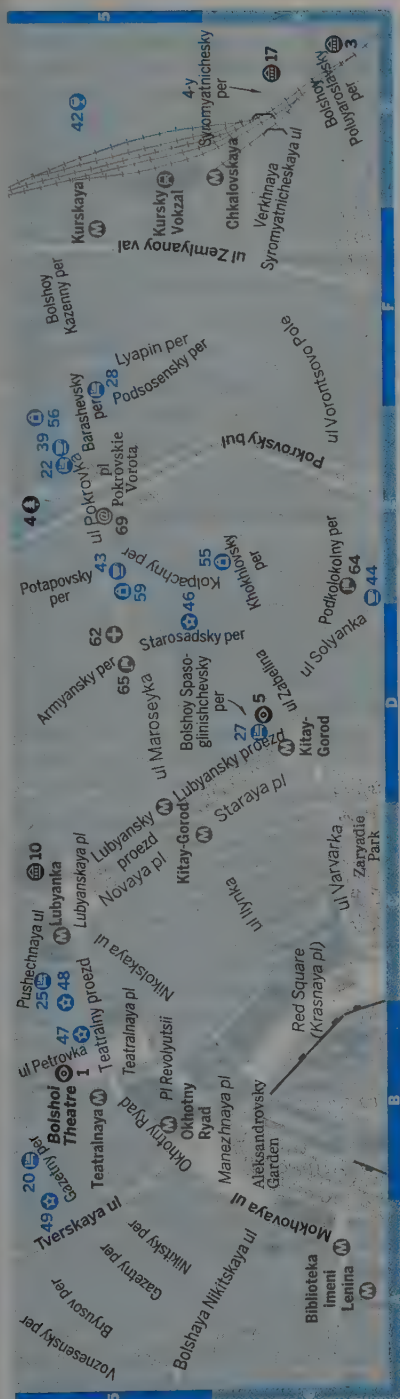 5
Voznesensky per
Bryusov per
Gazetny per
Nikitsky per
Bolshaya Nikitskaya ul
Biblioteka
imeni
Lenina
Mokhovaya ul
Tverskaya ul
49
20
Gazetny per
Bolshoi
Theatre
1
Teatralnaya
ul Petrovka
47
48
25
Pushechnaya ul
Teatralny proezd
Teatralnaya pl
Okhotny Ryad
Pl Revolyutsii
Okhotny
Ryad
Manezhnaya pl
Aleksandrovsky
Garden
Red Square
(Krasnaya pl)
Nikolskaya ul
Lubyanka
10
Lubyanskaya pl
Lubyansky
proezd
Novaya pl
Kitay-Gorod
ul Ilynka
Staraya pl
ul Varvarka
Zaryadie
Park
Lubyansky proezd
Kitay-
Gorod
27
5
Bolshoy Spaso-
glinishchevsky
per
ul Maroseyka
Armyansky per
65
62
Starosadsky per
46
ul Zabelina
ul Solyanka
44
Podkolokolny per
64
Khokhlovsky
per
55
Kolpachny per
59
43
Potapovsky
per
4
ul Pokrovka
69
pl
Pokrovskie
Vorota
22
39
56
Barashevsky
per
28
Podsosensky per
Lyapin per
Pokrovsky bul
ul Vorontsovo Pole
Bolshoy
Kazenny per
ul Zemlyanoy val
Kurskaya
Kursky
Vokzal
Chkalovskaya
Verkhnaya
Syromyatnicheskaya ul
42
4-y
Syromyatnichesky
per
17
Bolshoy
Poluyaroslavsky
per
3
B
D
F
5